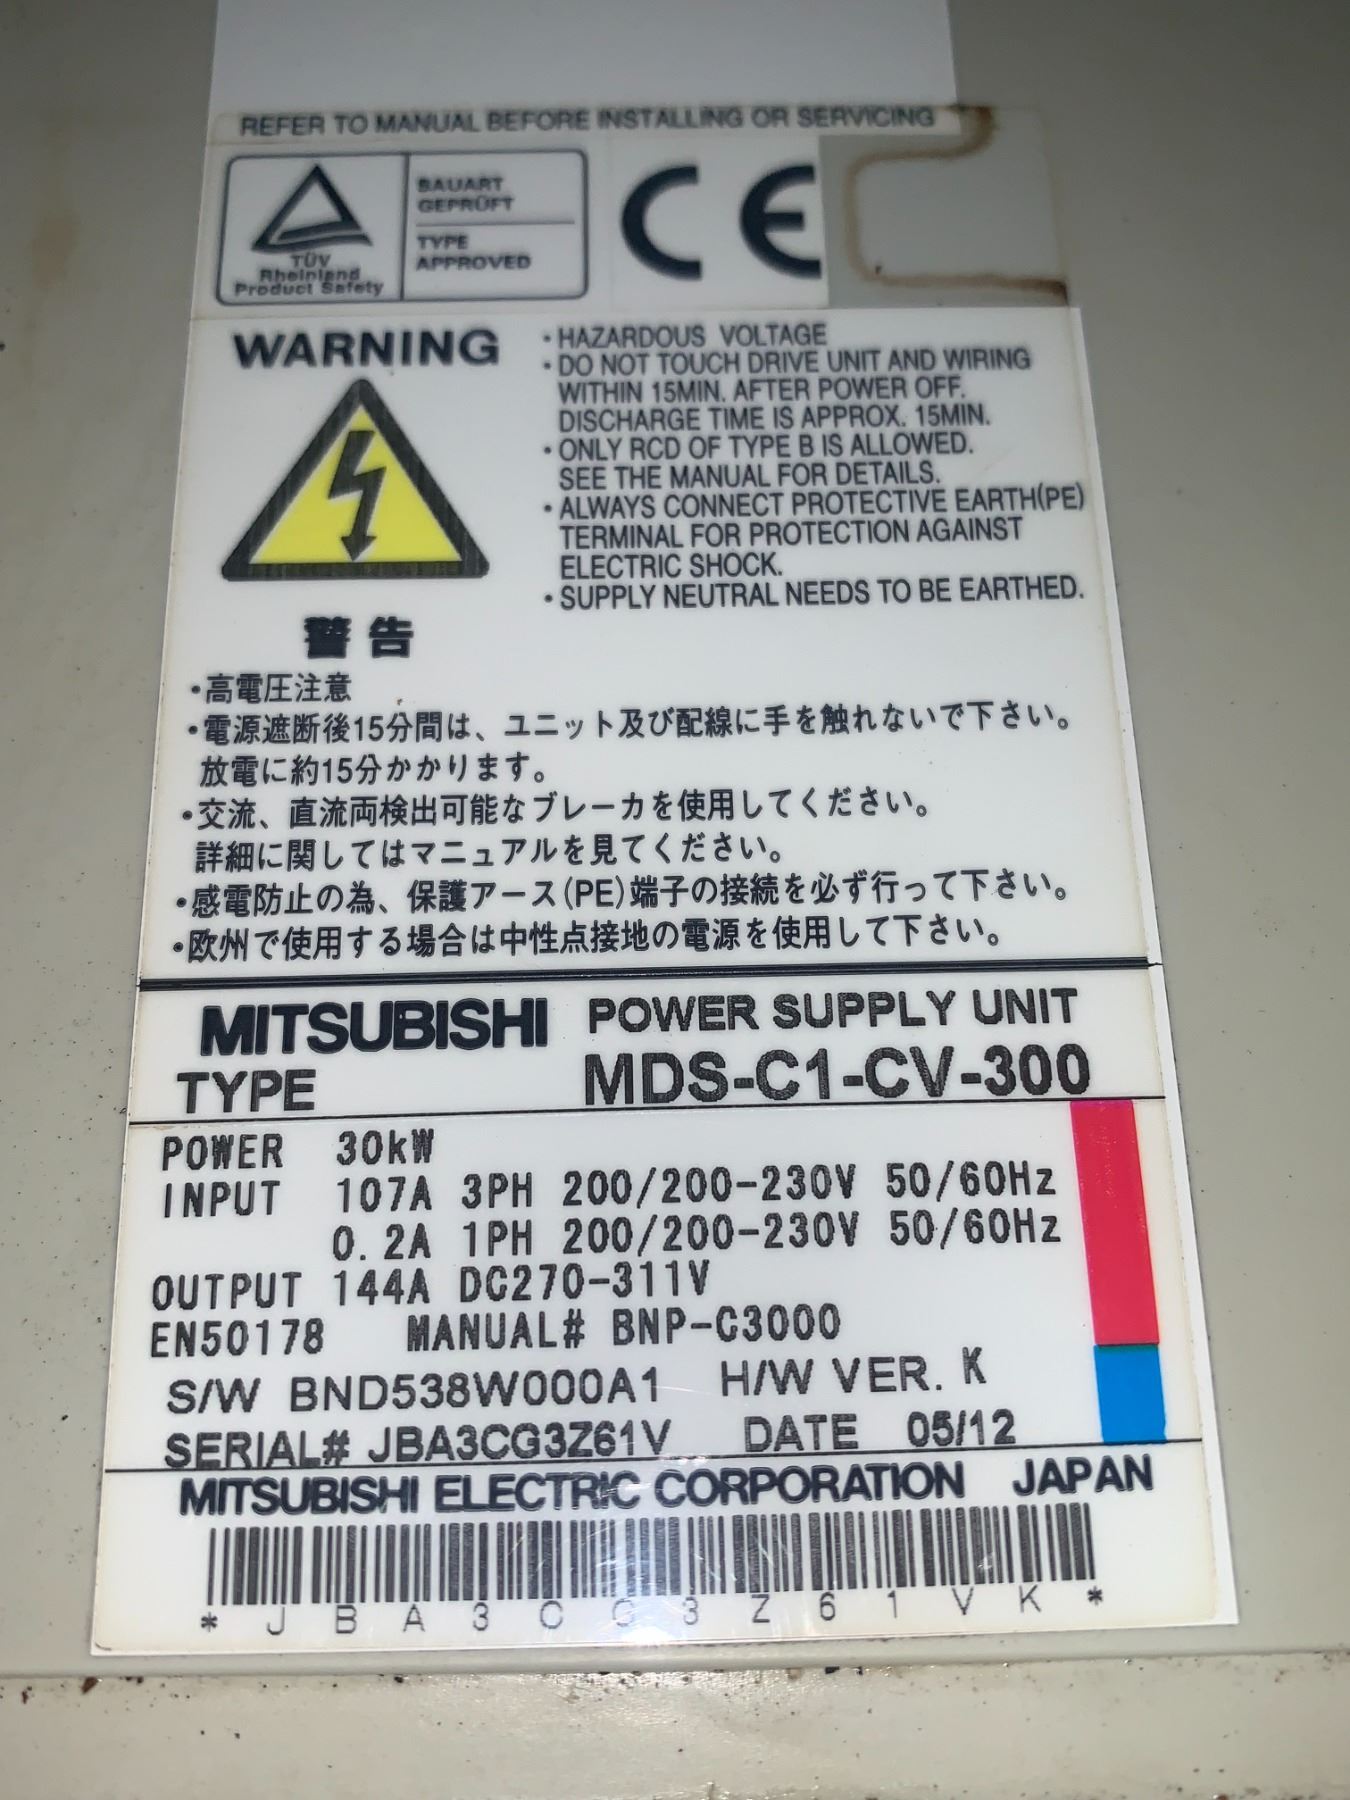 REFER TO MANUAL BEFORE INSTALLING OR SERVICING
TÜV
Rheinland
Product Safety
BAUART
GEPRÜFT
TYPE
APPROVED
CE
WARNING
・HAZARDOUS VOLTAGE
・DO NOT TOUCH DRIVE UNIT AND WIRING
WITHIN 15MIN. AFTER POWER OFF.
DISCHARGE TIME IS APPROX. 15MIN.
・ONLY RCD OF TYPE B IS ALLOWED.
SEE THE MANUAL FOR DETAILS.
・ALWAYS CONNECT PROTECTIVE EARTH(PE)
TERMINAL FOR PROTECTION AGAINST
ELECTRIC SHOCK.
・SUPPLY NEUTRAL NEEDS TO BE EARTHED.
警告
・高電圧注意
・電源遮断後15分間は、ユニット及び配線に手を触れないで下さい。
放電に約15分かかります。
・交流、直流両検出可能なブレーカを使用してください。
詳細に関してはマニュアルを見てください。
・感電防止の為、保護アース(PE)端子の接続を必ず行って下さい。
・欧州で使用する場合は中性点接地の電源を使用して下さい。
MITSUBISHI POWER SUPPLY UNIT
TYPE MDS-C1-CV-300
POWER 30kW
INPUT 107A 3PH 200/200-230V 50/60Hz
0.2A 1PH 200/200-230V 50/60Hz
OUTPUT 144A DC270-311V
EN50178 MANUAL# BNP-C3000
S/W BND538W000A1 H/W VER. K
SERIAL# JBA3CG3Z61V DATE 05/12
MITSUBISHI ELECTRIC CORPORATION JAPAN
* J B A 3 C G 3 Z 6 1 V K *